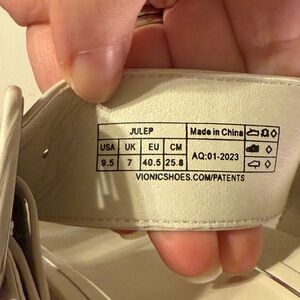 JULEP Made in China
USA UK EU CM AQ:01-2023
9.5 7 40.5 25.8
VIONICSHOES.COM/PATENTS